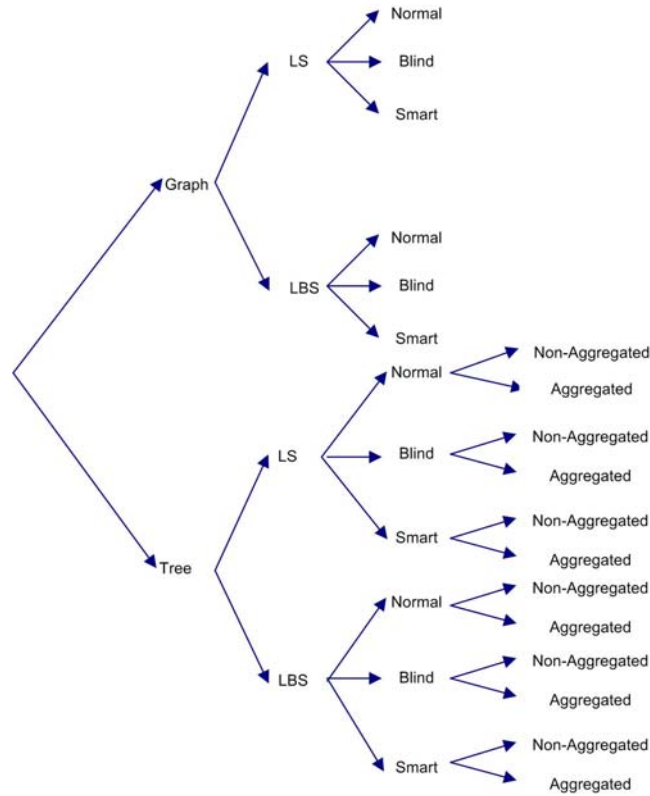 Normal
LS
Blind
Smart
Graph
Normal
LBS
Blind
Smart
Normal
Non-Aggregated
Aggregated
LS
Blind
Non-Aggregated
Aggregated
Smart
Non-Aggregated
Aggregated
Tree
Normal
Non-Aggregated
Aggregated
LBS
Blind
Non-Aggregated
Aggregated
Smart
Non-Aggregated
Aggregated